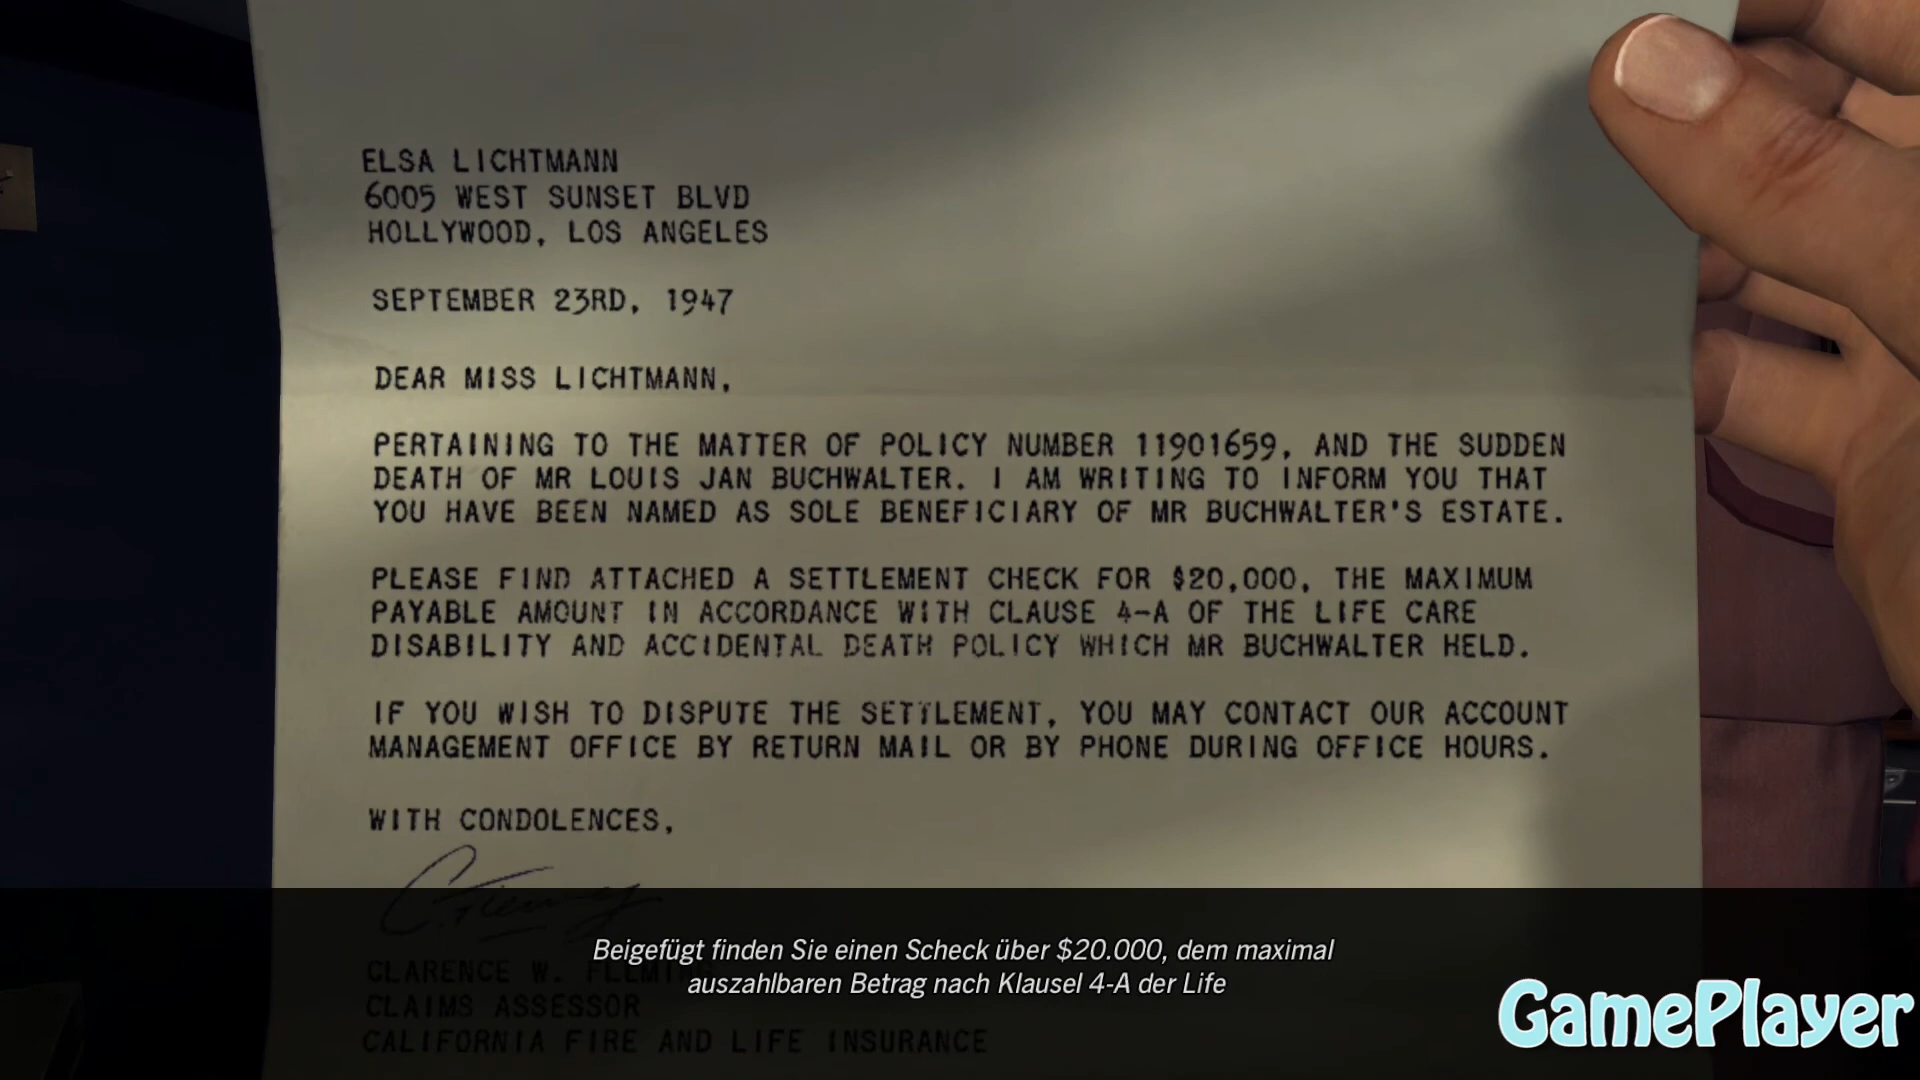 ELSA LICHTMANN
6005 WEST SUNSET BLVD
HOLLYWOOD, LOS ANGELES
SEPTEMBER 23RD, 1947
DEAR MISS LICHTMANN,
PERTAINING TO THE MATTER OF POLICY NUMBER 11901659, AND THE SUDDEN
DEATH OF MR LOUIS JAN BUCHWALTER. I AM WRITING TO INFORM YOU THAT
YOU HAVE BEEN NAMED AS SOLE BENEFICIARY OF MR BUCHWALTER'S ESTATE.
PLEASE FIND ATTACHED A SETTLEMENT CHECK FOR $20,000, THE MAXIMUM
PAYABLE AMOUNT IN ACCORDANCE WITH CLAUSE 4-A OF THE LIFE CARE
DISABILITY AND ACCIDENTAL DEATH POLICY WHICH MR BUCHWALTER HELD.
IF YOU WISH TO DISPUTE THE SETTLEMENT, YOU MAY CONTACT OUR ACCOUNT
MANAGEMENT OFFICE BY RETURN MAIL OR BY PHONE DURING OFFICE HOURS.
WITH CONDOLENCES,
C. Fleming
CLARENCE W. FLEMING
CLAIMS ASSESSOR
CALIFORNIA FIRE AND LIFE INSURANCE
Beigefügt finden Sie einen Scheck über $20.000, dem maximal
auszahlbaren Betrag nach Klausel 4-A der Life
GamePlayer